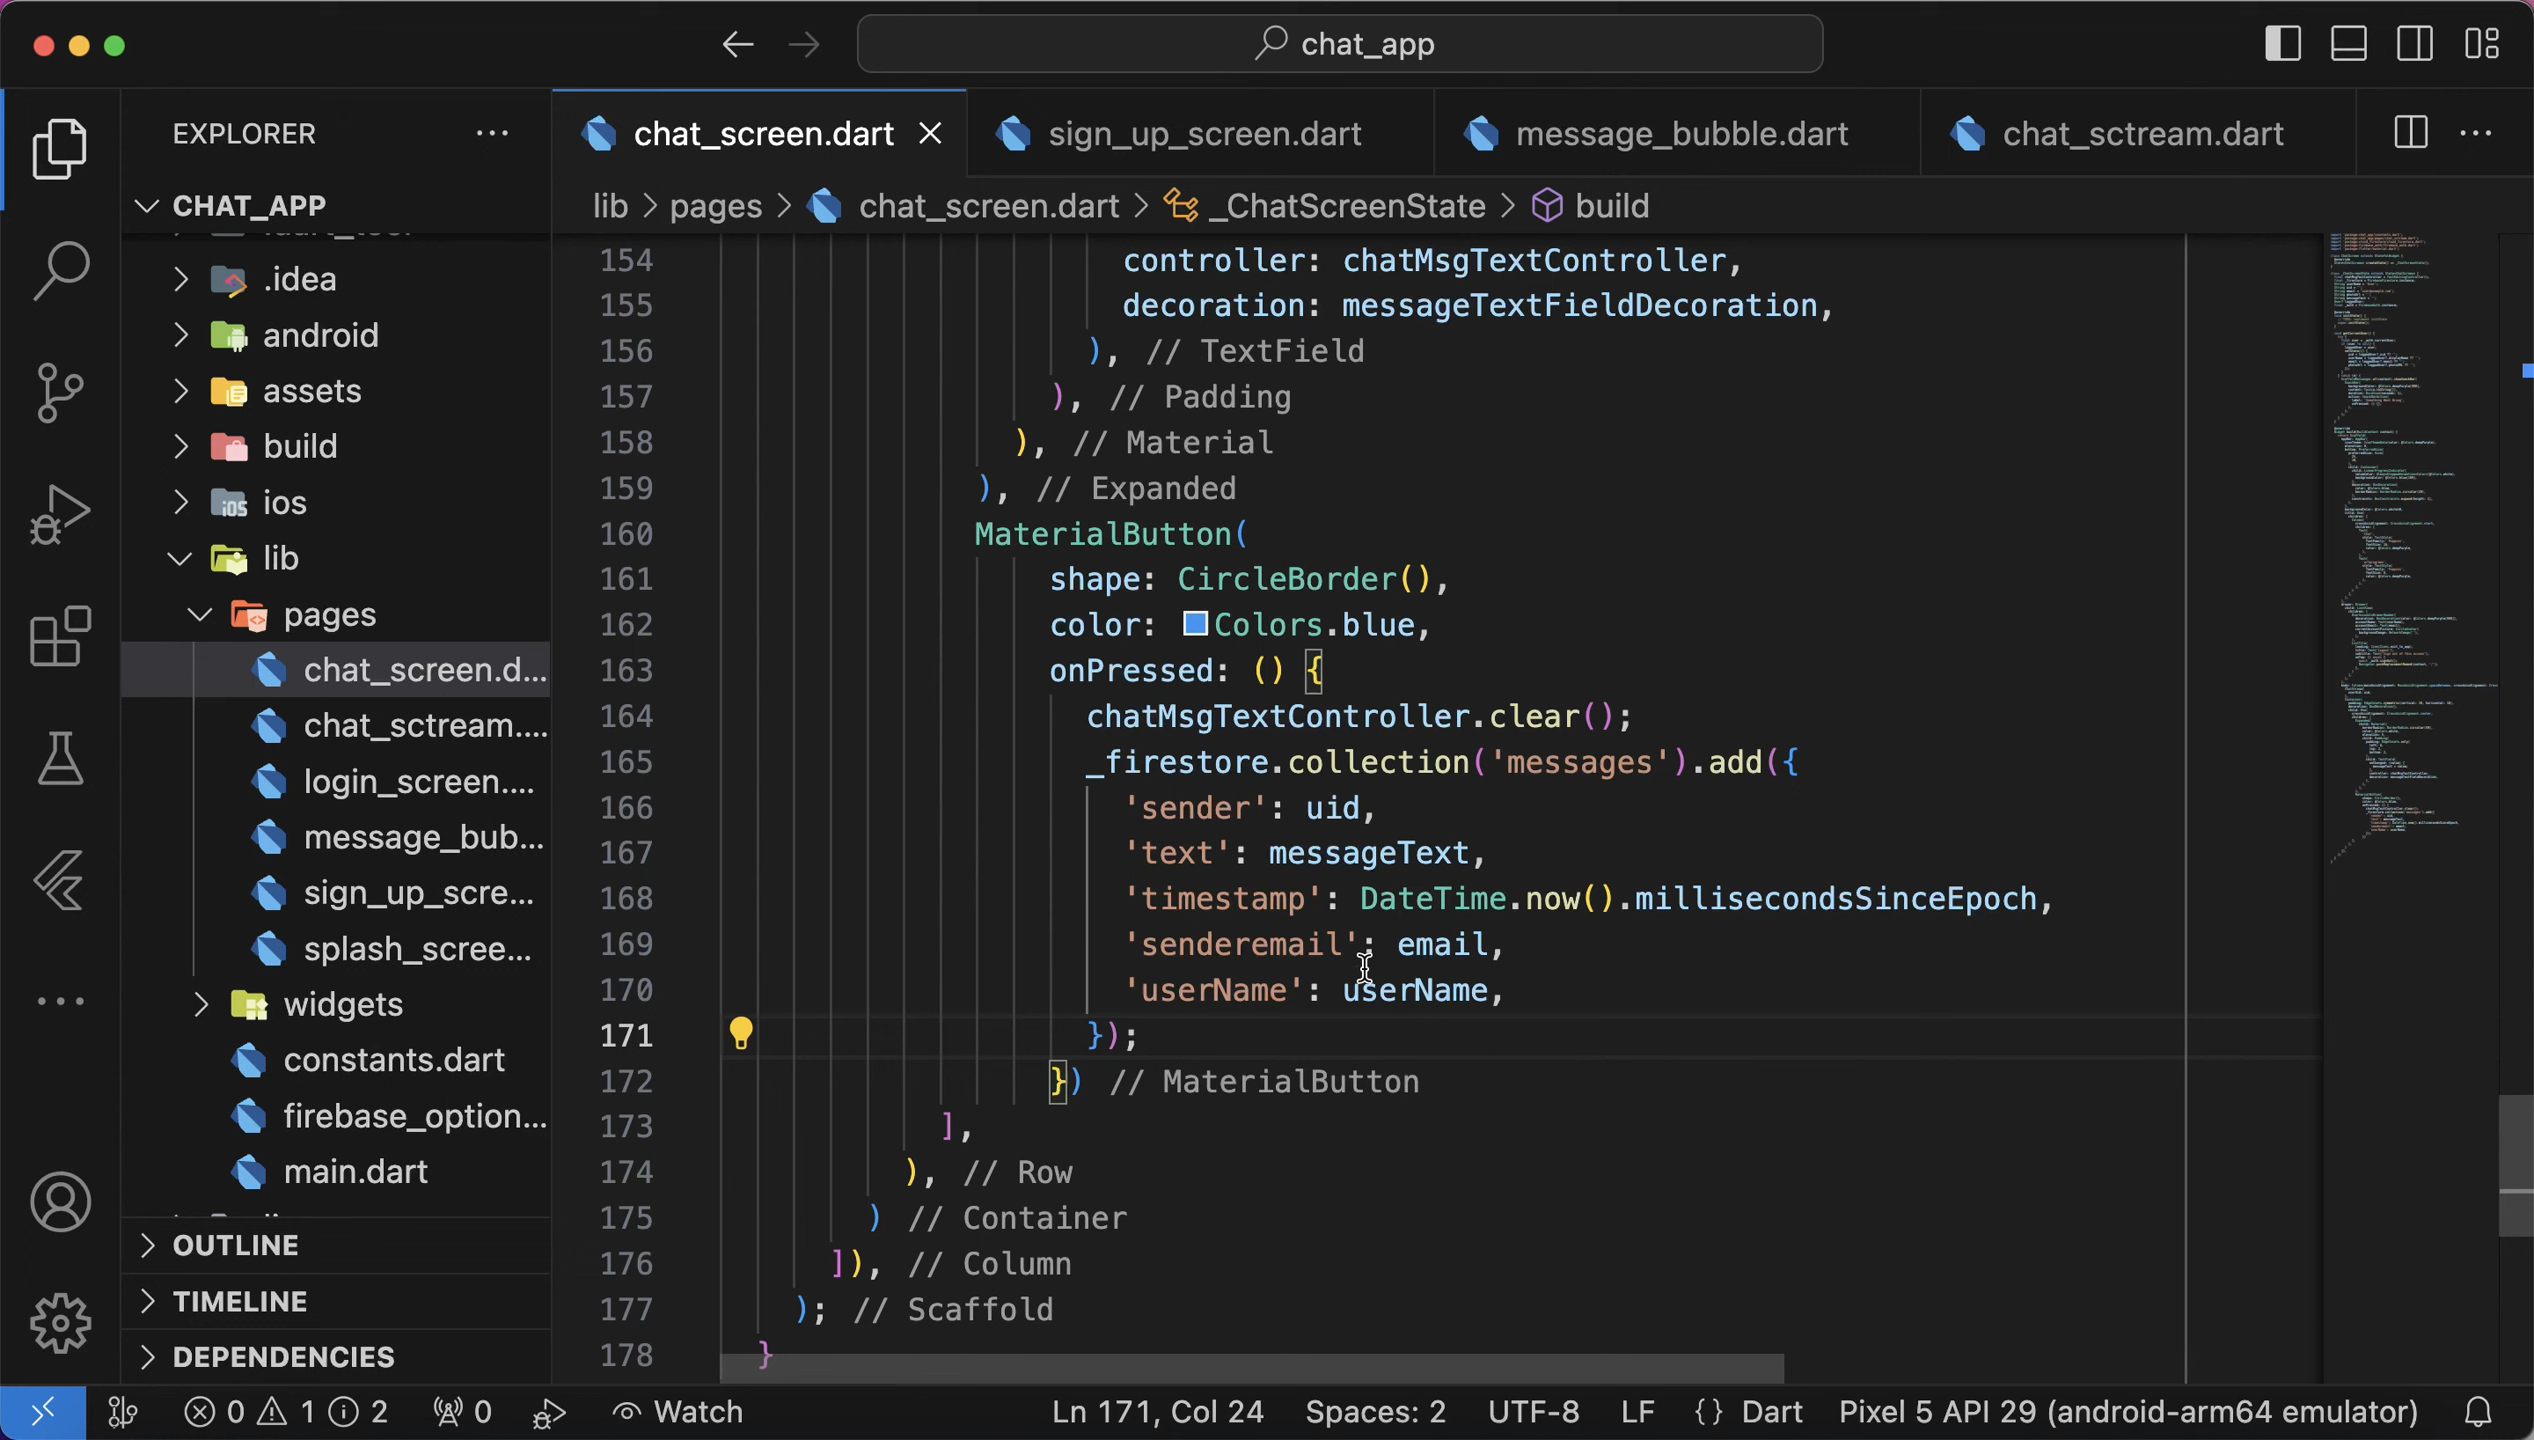 chat_app
EXPLORER
CHAT_APP
.idea
android
assets
build
ios
lib
pages
chat_screen.d...
chat_sctream....
login_screen....
message_bub...
sign_up_scre...
splash_scree...
widgets
constants.dart
firebase_option...
main.dart
OUTLINE
TIMELINE
DEPENDENCIES
chat_screen.dart
sign_up_screen.dart
message_bubble.dart
chat_sctream.dart
lib > pages > chat_screen.dart > _ChatScreenState > build
154 controller: chatMsgTextController,
155 decoration: messageTextFieldDecoration,
156 ), // TextField
157 ), // Padding
158 ), // Material
159 ), // Expanded
160 MaterialButton(
161 shape: CircleBorder(),
162 color: Colors.blue,
163 onPressed: () {
164 chatMsgTextController.clear();
165 _firestore.collection('messages').add({
166 'sender': uid,
167 'text': messageText,
168 'timestamp': DateTime.now().millisecondsSinceEpoch,
169 'senderemail': email,
170 'userName': userName,
171 });
172 }) // MaterialButton
173 ],
174 ), // Row
175 ) // Container
176 ]), // Column
177 ); // Scaffold
178 }
0 1 2 0 Watch Ln 171, Col 24 Spaces: 2 UTF-8 LF {} Dart Pixel 5 API 29 (android-arm64 emulator)